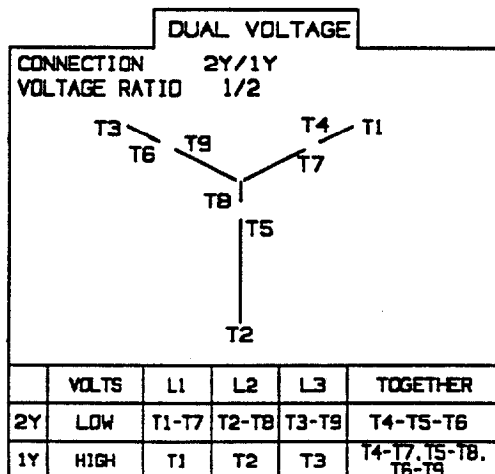 DUAL VOLTAGE
CONNECTION 2Y/1Y
VOLTAGE RATIO 1/2
T3 T4 T1
T6 T9 T7
T8
T5
T2
VOLTS L1 L2 L3 TOGETHER
2Y LOW T1-T7 T2-T8 T3-T9 T4-T5-T6
1Y HIGH T1 T2 T3 T4-T7.T5-T8.
T6-T9